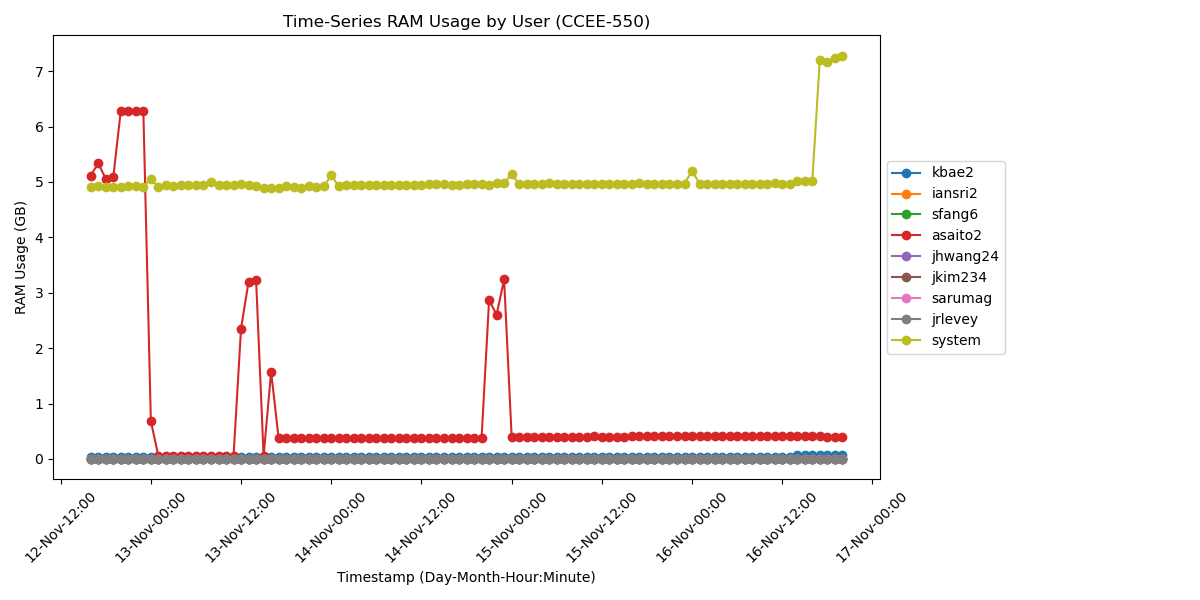 Time-Series RAM Usage by User (CCEE-550)
RAM Usage (GB)
7
6
5
4
3
2
1
0
12-Nov-12:00
13-Nov-00:00
13-Nov-12:00
14-Nov-00:00
14-Nov-12:00
15-Nov-00:00
15-Nov-12:00
16-Nov-00:00
16-Nov-12:00
17-Nov-00:00
Timestamp (Day-Month-Hour:Minute)
kbae2
iansri2
sfang6
asaito2
jhwang24
jkim234
sarumag
jrlevey
system